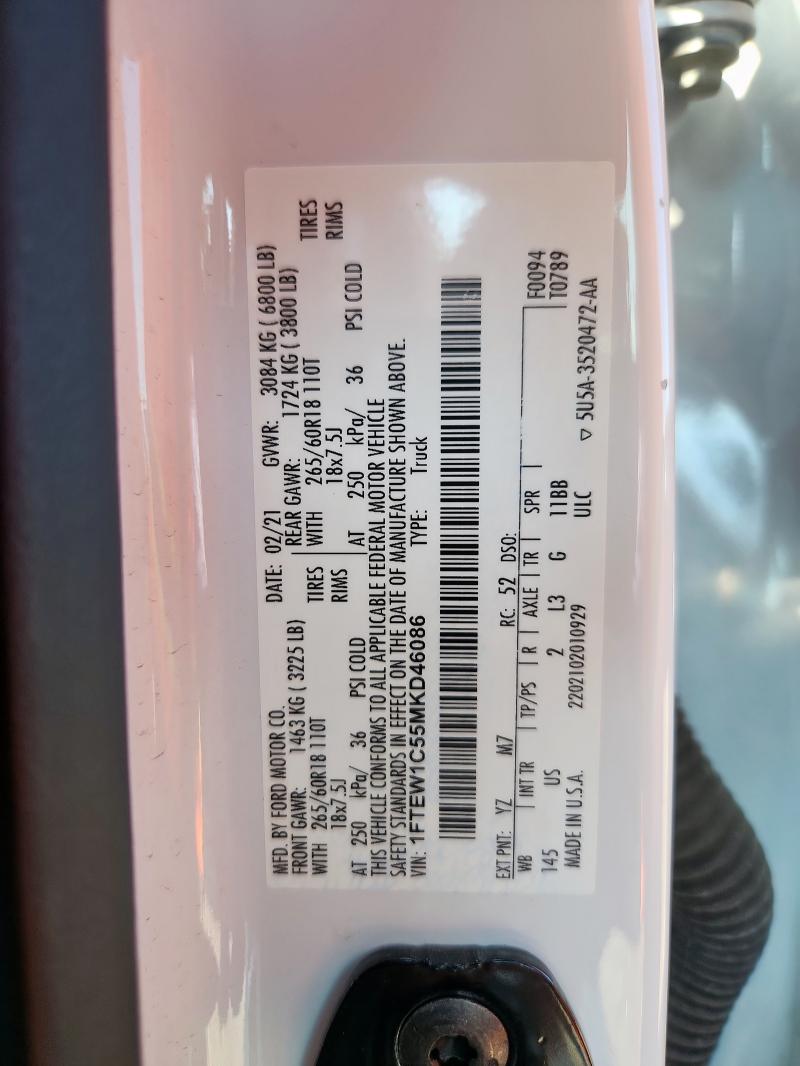 MFD. BY FORD MOTOR CO.
DATE: 02/21 GVWR: 3084 KG ( 6800 LB)
FRONT GAWR: 1463 KG ( 3225 LB) REAR GAWR: 1724 KG ( 3800 LB)
WITH 265/60R18 110T TIRES WITH 265/60R18 110T TIRES
18x7.5J RIMS 18x7.5J RIMS
AT 250 kPa/ 36 PSI COLD AT 250 kPa/ 36 PSI COLD
THIS VEHICLE CONFORMS TO ALL APPLICABLE FEDERAL MOTOR VEHICLE
SAFETY STANDARDS IN EFFECT ON THE DATE OF MANUFACTURE SHOWN ABOVE.
VIN: 1FTEW1C55MKD46086 TYPE: Truck
EXT PNT: YZ M7 RC: 52 DSO:
WB INT TR TP/PS R AXLE TR SPR F0094
145 US 2 L3 G 11BB T0789
MADE IN U.S.A. 2202102010929 ULC 5U5A-3520472-AA